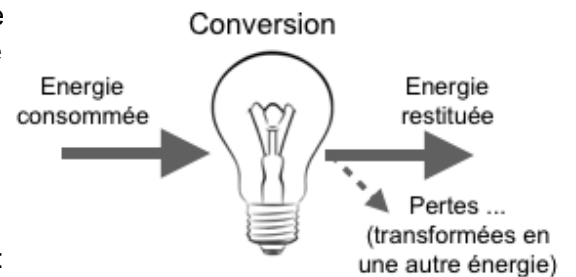 Conversion
Energie
consommée
Energie
restituée
Pertes ...
(transformées en
une autre énergie)